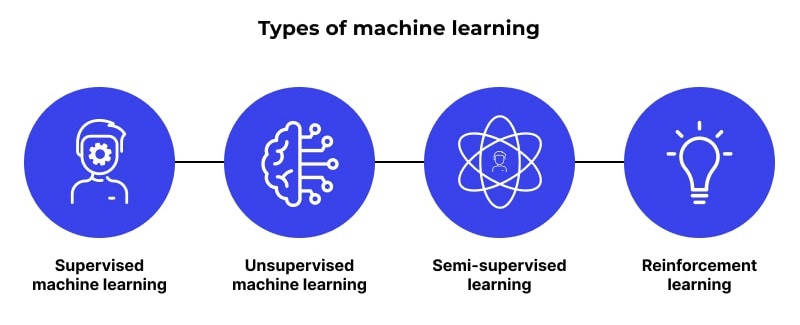 Types of machine learning
Supervised
machine learning
Unsupervised
machine learning
Semi-supervised
learning
Reinforcement
learning